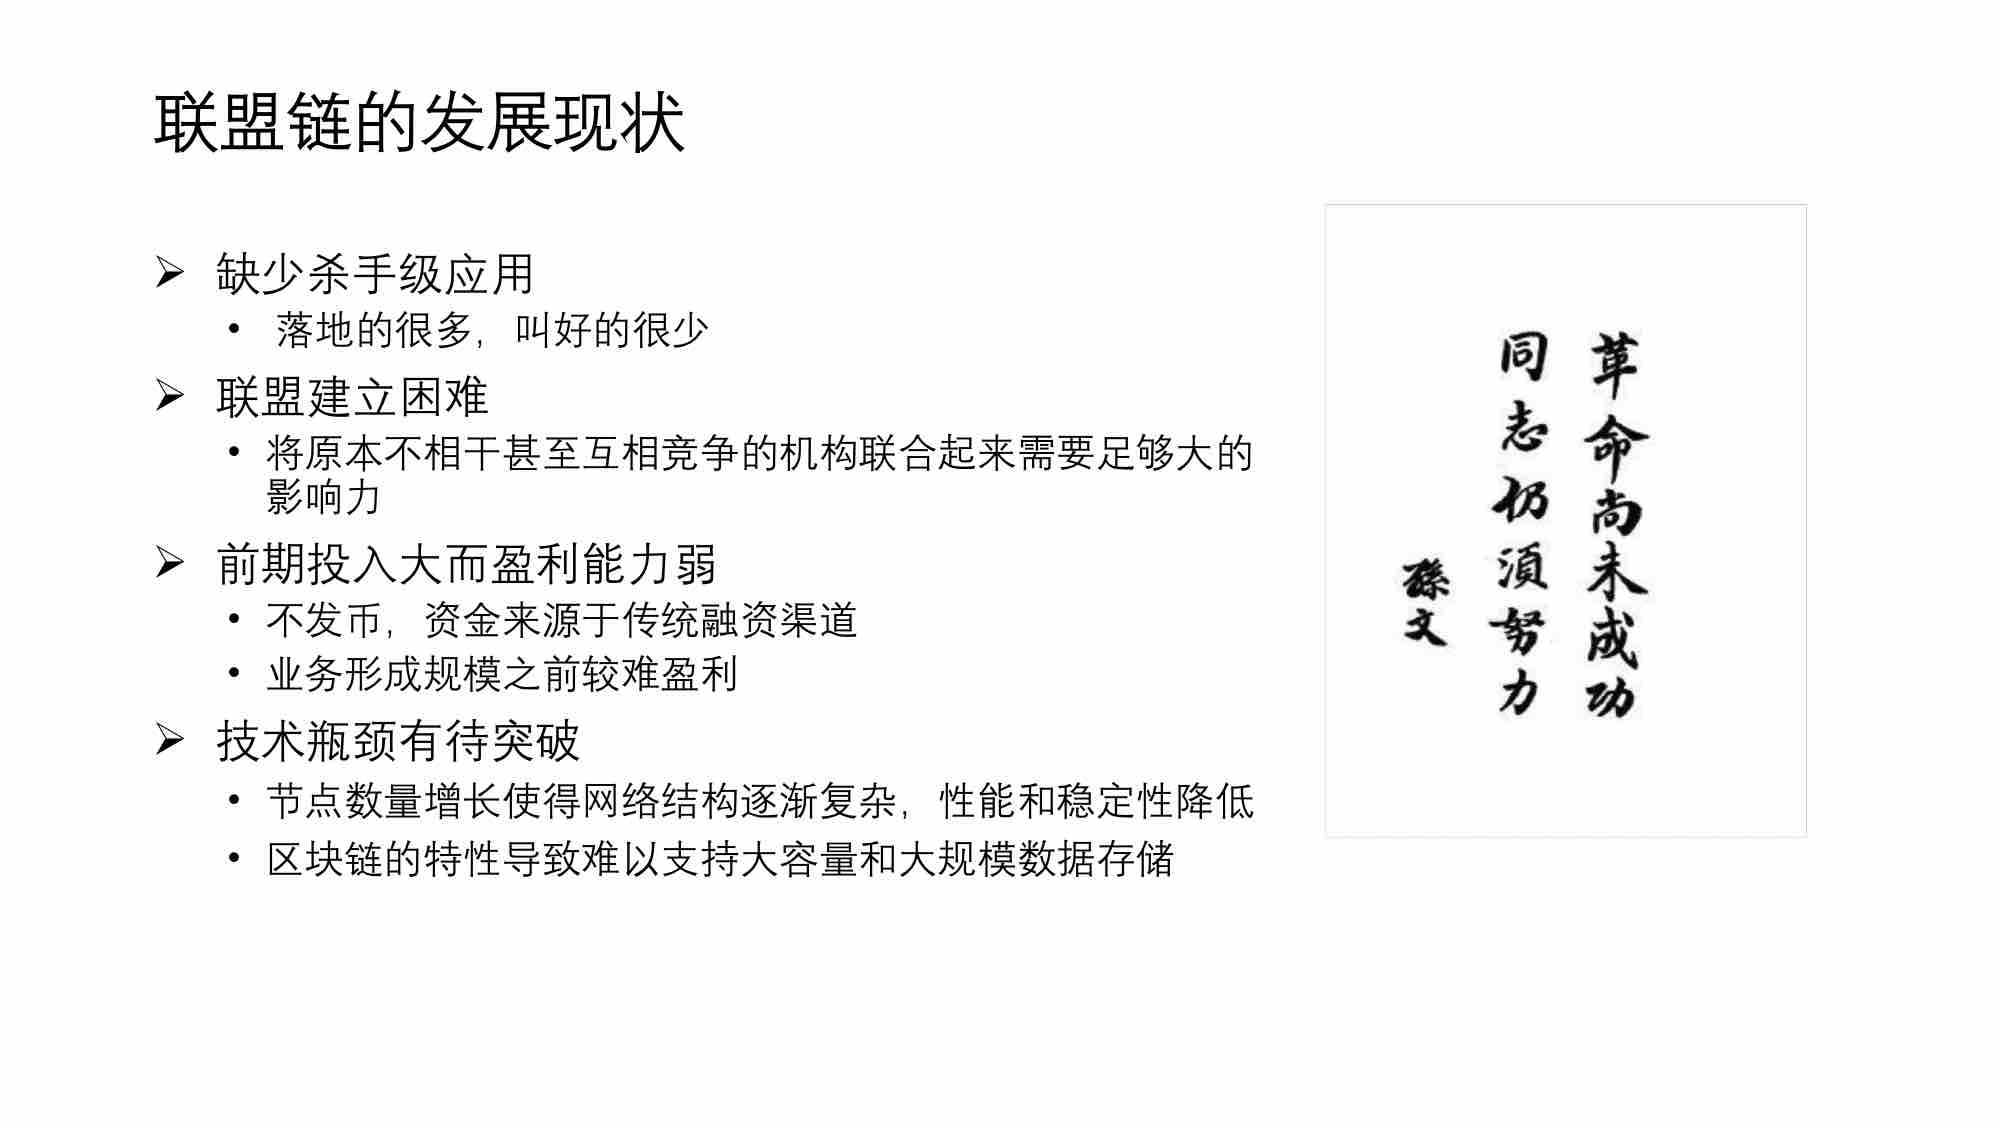 联盟链的发展现状
➢ 缺少杀手级应用
• 落地的很多，叫好的很少
➢ 联盟建立困难
• 将原本不相干甚至互相竞争的机构联合起来需要足够大的
影响力
➢ 前期投入大而盈利能力弱
• 不发币，资金来源于传统融资渠道
• 业务形成规模之前较难盈利
➢ 技术瓶颈有待突破
• 节点数量增长使得网络结构逐渐复杂，性能和稳定性降低
• 区块链的特性导致难以支持大容量和大规模数据存储
革命尚未成功
同志仍須努力
孫文